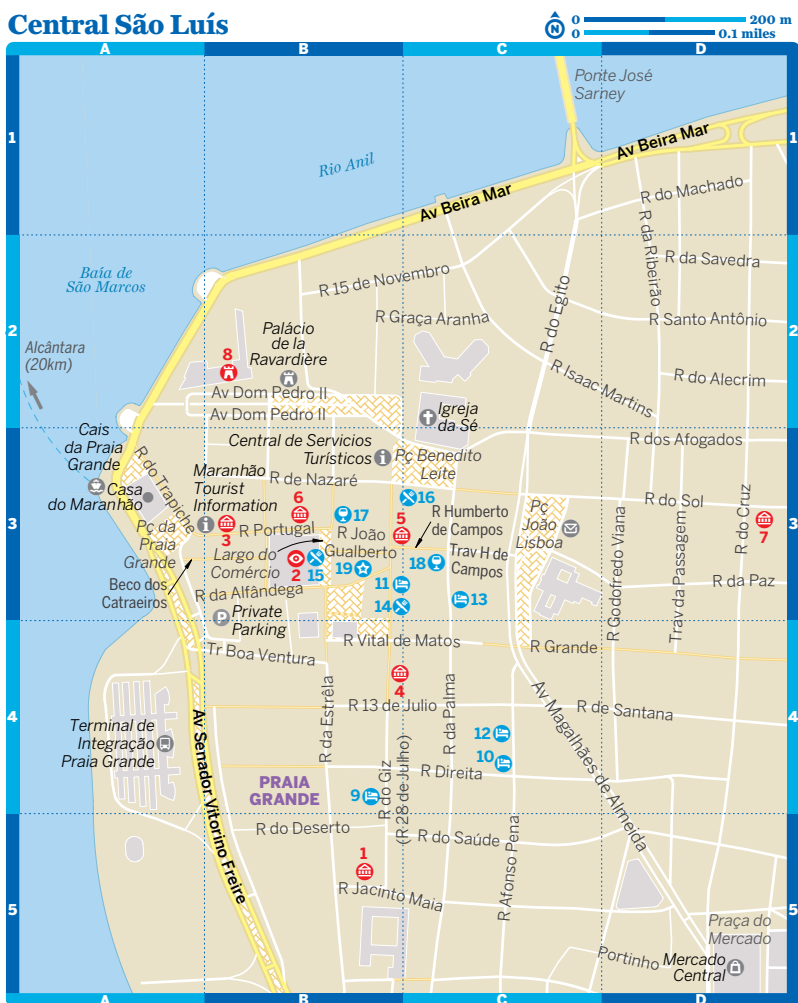 Central São Luís
N
0 200 m
0 0.1 miles
A
B
C
D
1
1
Ponte José
Sarney
Av Beira Mar
Rio Anil
Av Beira Mar
R do Machado
R da Ribeirão
R da Savedra
Baía de
São Marcos
R 15 de Novembro
R do Egito
2
2
R Graça Aranha
R Santo Antônio
Alcântara
(20km)
8
Palácio
de la
Ravardière
R Isaac Martins
R do Alecrim
Av Dom Pedro II
Av Dom Pedro II
Igreja
da Sé
Cais
da Praia
Grande
Central de Servicios
Turísticos
Pç Benedito
Leite
R dos Afogados
R do Trapiche
Maranhão
Tourist
Information
R de Nazaré
Casa
do Maranhão
6
17
16
R do Sol
3
3
Pç da
Praia
Grande
3
R Portugal
R João
Gualberto
5
R Humberto
de Campos
Pç
João
Lisboa
R Godofredo Viana
Trav da Passagem
R do Cruz
7
Largo do
Comércio
2
15
19
18
Trav H de
Campos
Beco dos
Catraeiros
R da Alfândega
11
13
R da Paz
P
Private
Parking
14
R Vital de Matos
R Grande
Tr Boa Ventura
4
R da Estrêla
R 13 de Julio
R da Palma
R de Santana
4
4
Terminal de
Integração
Praia Grande
Av Senador Vitorino Freire
12
10
Av Magalhães de Almeida
R Direita
PRAIA
GRANDE
9
R do Giz
(R 28 de Julho)
R do Deserto
R do Saúde
R Afonso Pena
1
R Jacinto Maia
5
5
Praça do
Mercado
Portinho
Mercado
Central
A
B
C
D